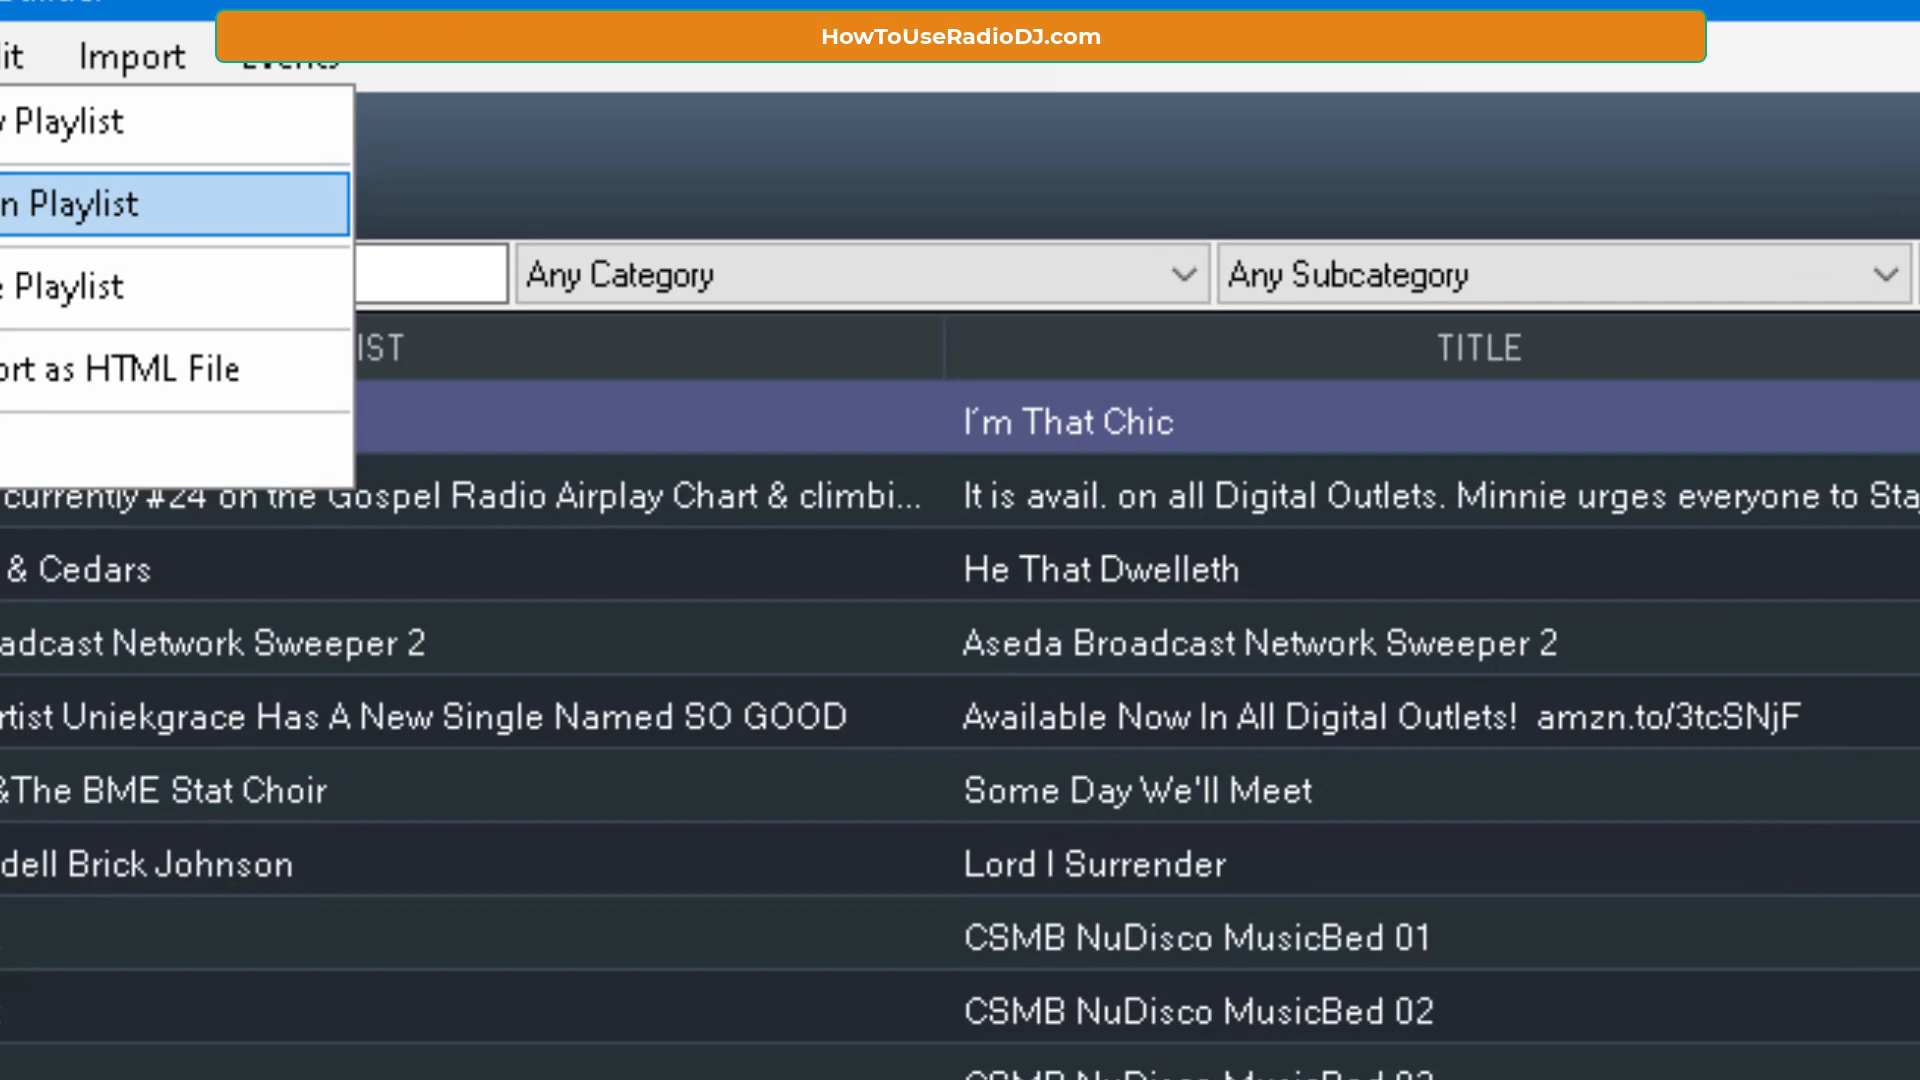 HowToUseRadioDJ.com
Import
Events
Playlist
Playlist
Playlist
as HTML File
Any Category
Any Subcategory
TITLE
I´m That Chic
currently #24 on the Gospel Radio Airplay Chart & climbi...
It is avail. on all Digital Outlets. Minnie urges everyone to
& Cedars
He That Dwelleth
adcast Network Sweeper 2
Aseda Broadcast Network Sweeper 2
rtist Uniekgrace Has A New Single Named SO GOOD
Available Now In All Digital Outlets! amzn.to/3tcSNjF
&The BME Stat Choir
Some Day We'll Meet
dell Brick Johnson
Lord I Surrender
CSMB NuDisco MusicBed 01
CSMB NuDisco MusicBed 02